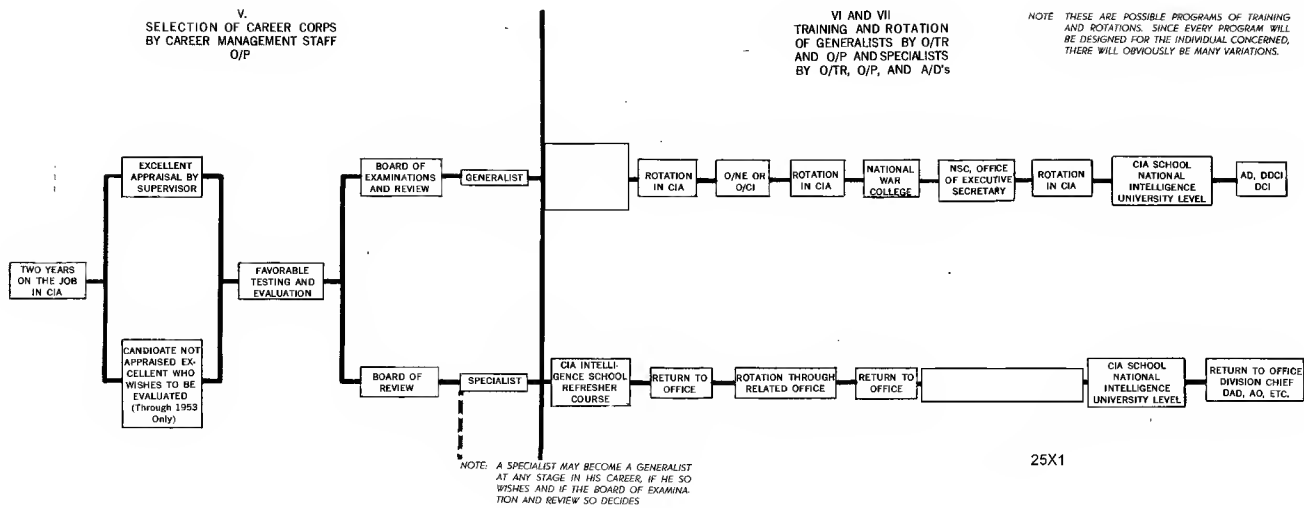 V.
SELECTION OF CAREER CORPS
BY CAREER MANAGEMENT STAFF
O/P
VI AND VII
TRAINING AND ROTATION
OF GENERALISTS BY O/TR
AND O/P AND SPECIALISTS
BY O/TR, O/P, AND A/D's
NOTE THESE ARE POSSIBLE PROGRAMS OF TRAINING
AND ROTATIONS. SINCE EVERY PROGRAM WILL
BE DESIGNED FOR THE INDIVIDUAL CONCERNED,
THERE WILL OBVIOUSLY BE MANY VARIATIONS.
TWO YEARS
ON THE JOB
IN CIA
EXCELLENT
APPRAISAL BY
SUPERVISOR
CANDIDATE NOT
APPRAISED EX-
CELLENT WHO
WISHES TO BE
EVALUATED
(Through 1953
Only)
FAVORABLE
TESTING AND
EVALUATION
BOARD OF
EXAMINATIONS
AND REVIEW
GENERALIST
ROTATION
IN CIA
O/NE OR
O/CI
ROTATION
IN CIA
NATIONAL
WAR
COLLEGE
NSC, OFFICE
OF EXECUTIVE
SECRETARY
ROTATION
IN CIA
CIA SCHOOL
NATIONAL
INTELLIGENCE
UNIVERSITY LEVEL
AD, DDCI
DCI
BOARD OF
REVIEW
SPECIALIST
CIA INTELLI-
GENCE SCHOOL
REFRESHER
COURSE
RETURN TO
OFFICE
ROTATION THROUGH
RELATED OFFICE
RETURN TO
OFFICE
CIA SCHOOL
NATIONAL
INTELLIGENCE
UNIVERSITY LEVEL
RETURN TO OFFICE
DIVISION CHIEF
DAD, AO, ETC.
NOTE: A SPECIALIST MAY BECOME A GENERALIST
AT ANY STAGE IN HIS CAREER, IF HE SO
WISHES AND IF THE BOARD OF EXAMINA-
TION AND REVIEW SO DECIDES
25X1